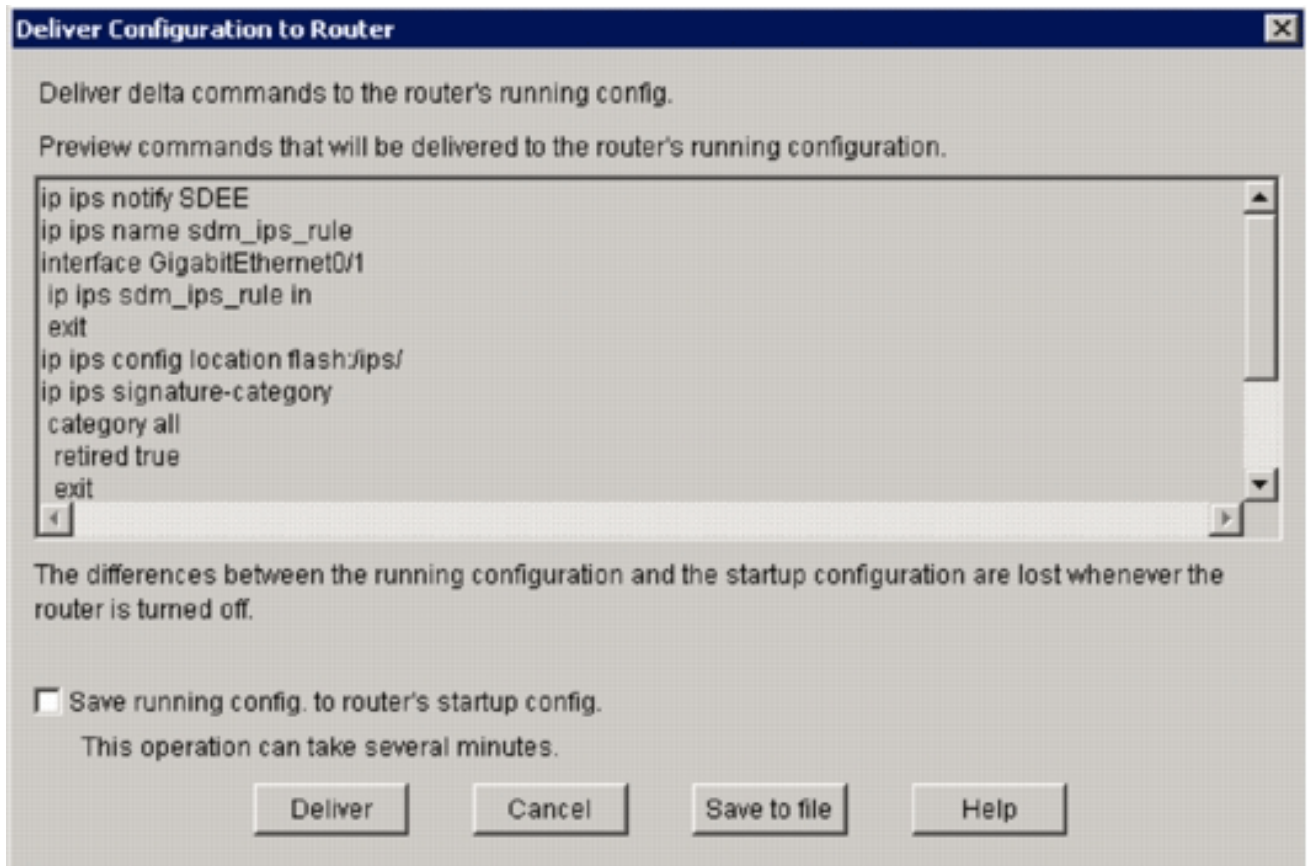 Deliver Configuration to Router
Deliver delta commands to the router's running config.
Preview commands that will be delivered to the router's running configuration.
ip ips notify SDEE
ip ips name sdm_ips_rule
interface GigabitEthernet0/1
ip ips sdm_ips_rule in
exit
ip ips config location flash:/ips/
ip ips signature-category
category all
retired true
exit
The differences between the running configuration and the startup configuration are lost whenever the
router is turned off.
Save running config. to router's startup config.
This operation can take several minutes.
Deliver Cancel Save to file Help